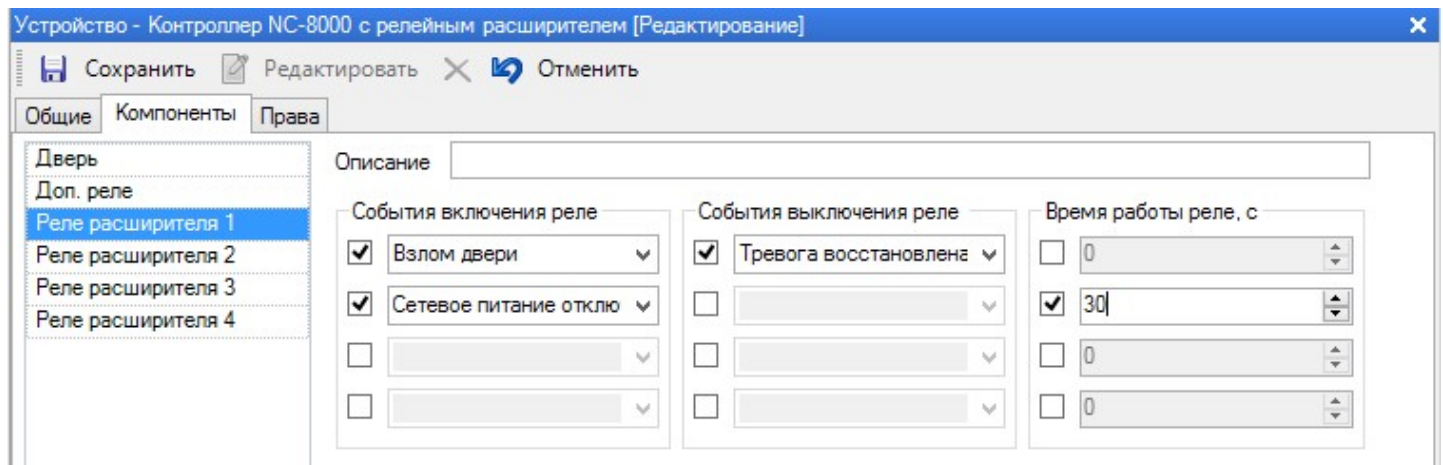 Устройство - Контроллер NC-8000 с релейным расширителем [Редактирование]
Сохранить Редактировать Отменить
Общие Компоненты Права
Дверь
Доп. реле
Реле расширителя 1
Реле расширителя 2
Реле расширителя 3
Реле расширителя 4
Описание
События включения реле События выключения реле Время работы реле, с
Взлом двери Тревога восстановлена 0
Сетевое питание отклю 30
0
0